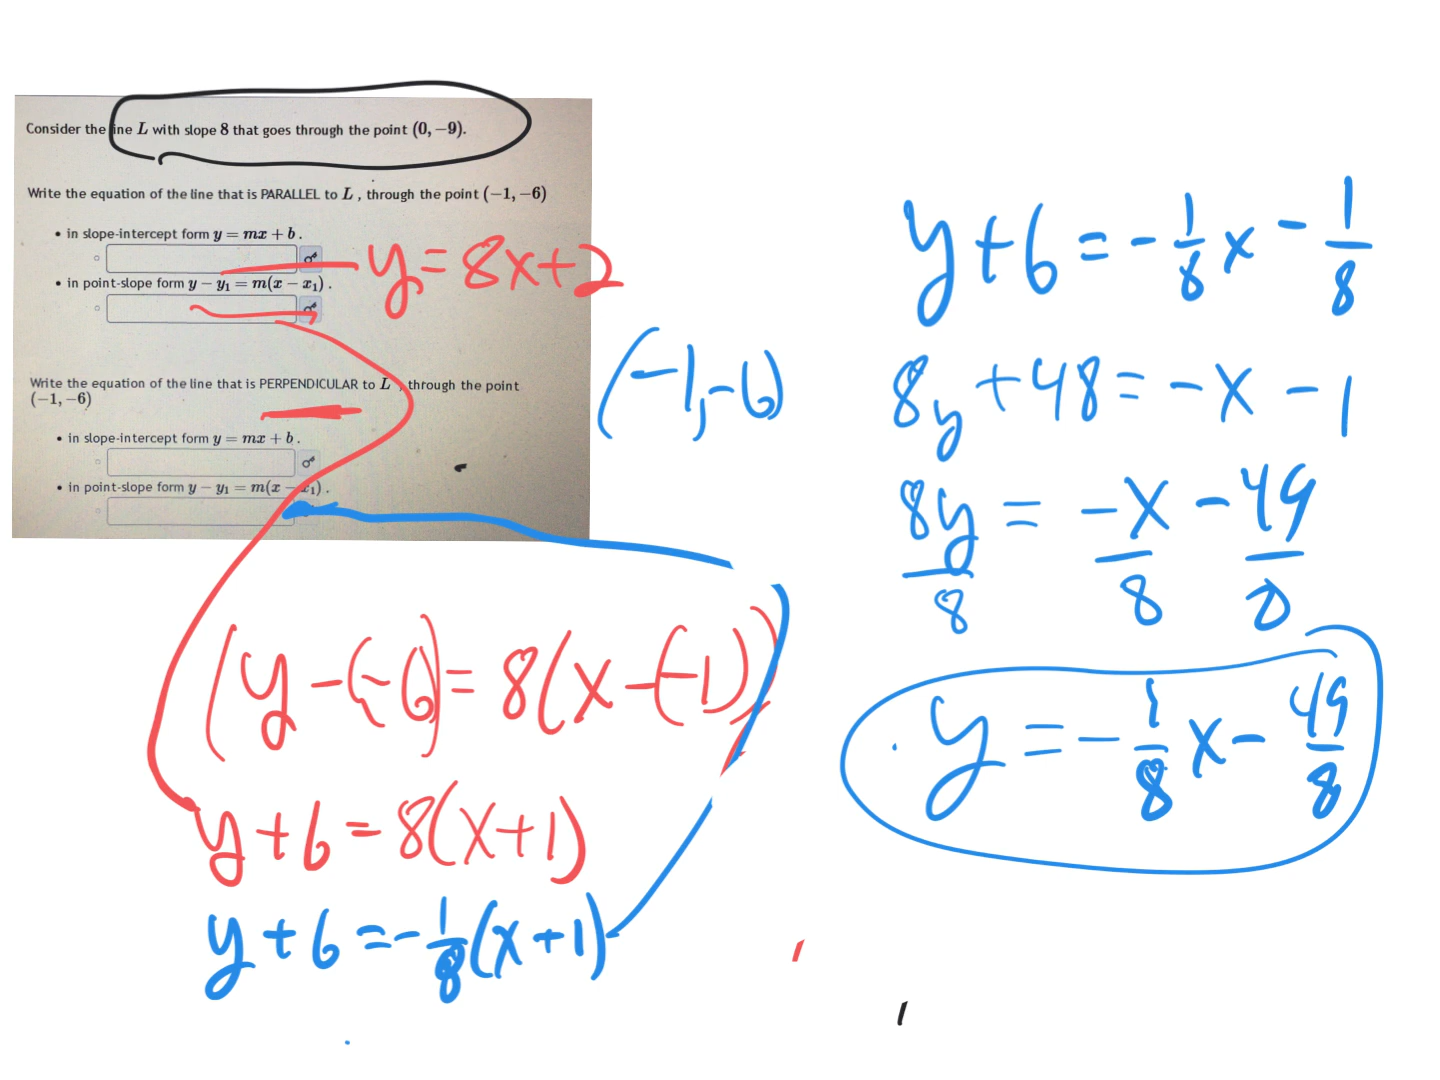 Consider the line L with slope 8 that goes through the point (0, −9).
Write the equation of the line that is PARALLEL to L , through the point (−1, −6)
• in slope-intercept form y = mx + b .
y = 8x+2
• in point-slope form y − y₁ = m(x − x₁) .
Write the equation of the line that is PERPENDICULAR to L , through the point
(−1, −6)
• in slope-intercept form y = mx + b .
• in point-slope form y − y₁ = m(x − x₁) .
(-1,-6)
(y-(-6)) = 8(x-(-1))
y+6 = 8(x+1)
y+6 = -1/8(x+1)
y+6 = -1/8x - 1/8
8y +48 = -x - 1
8y/8 = -x/8 - 49/8
y = -1/8x - 49/8